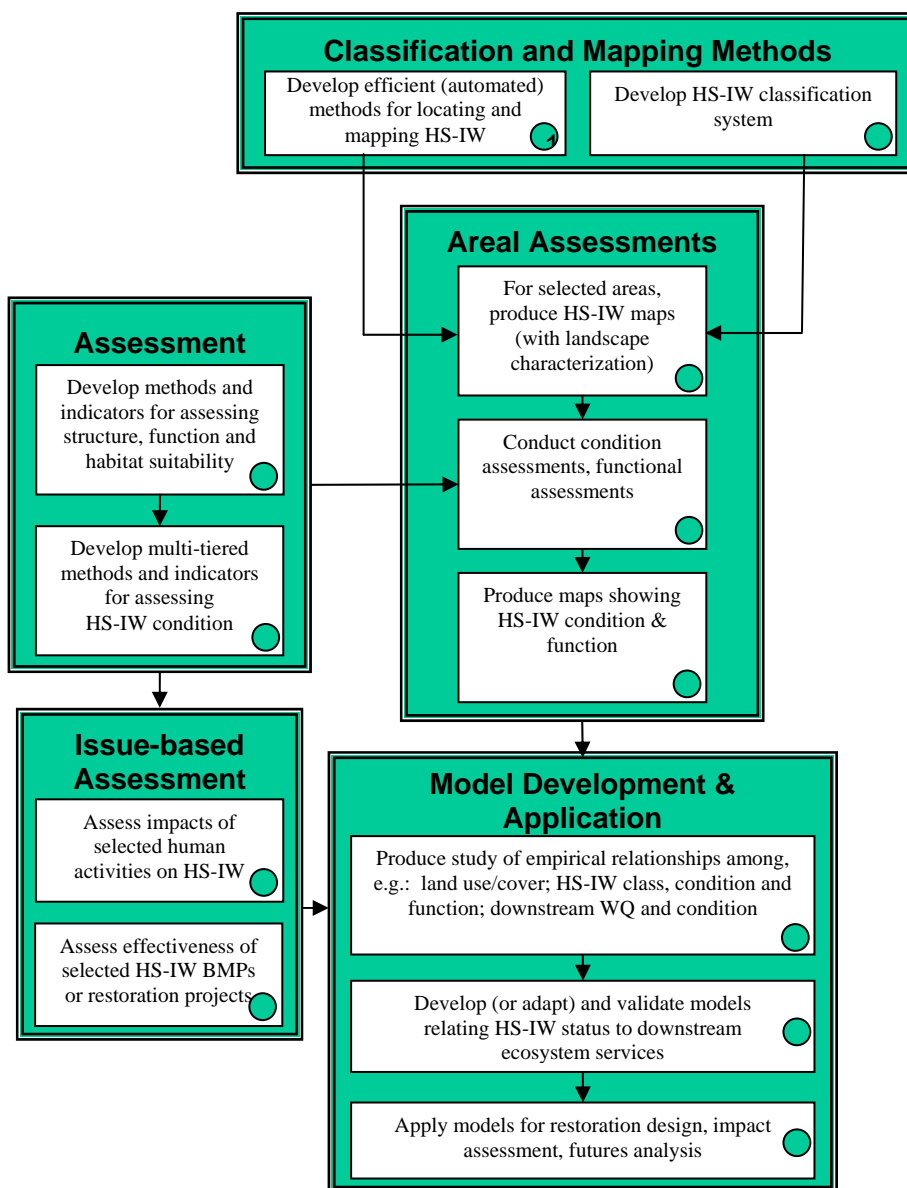 Classification and Mapping Methods
Develop efficient (automated)
methods for locating and
mapping HS-IW
1
Develop HS-IW classification
system
Areal Assessments
For selected areas,
produce HS-IW maps
(with landscape
characterization)
Conduct condition
assessments, functional
assessments
Produce maps showing
HS-IW condition &
function
Assessment
Develop methods and
indicators for assessing
structure, function and
habitat suitability
Develop multi-tiered
methods and indicators
for assessing
HS-IW condition
Issue-based
Assessment
Assess impacts of
selected human
activities on HS-IW
Assess effectiveness of
selected HS-IW BMPs
or restoration projects
Model Development &
Application
Produce study of empirical relationships among,
e.g.: land use/cover; HS-IW class, condition and
function; downstream WQ and condition
Develop (or adapt) and validate models
relating HS-IW status to downstream
ecosystem services
Apply models for restoration design, impact
assessment, futures analysis